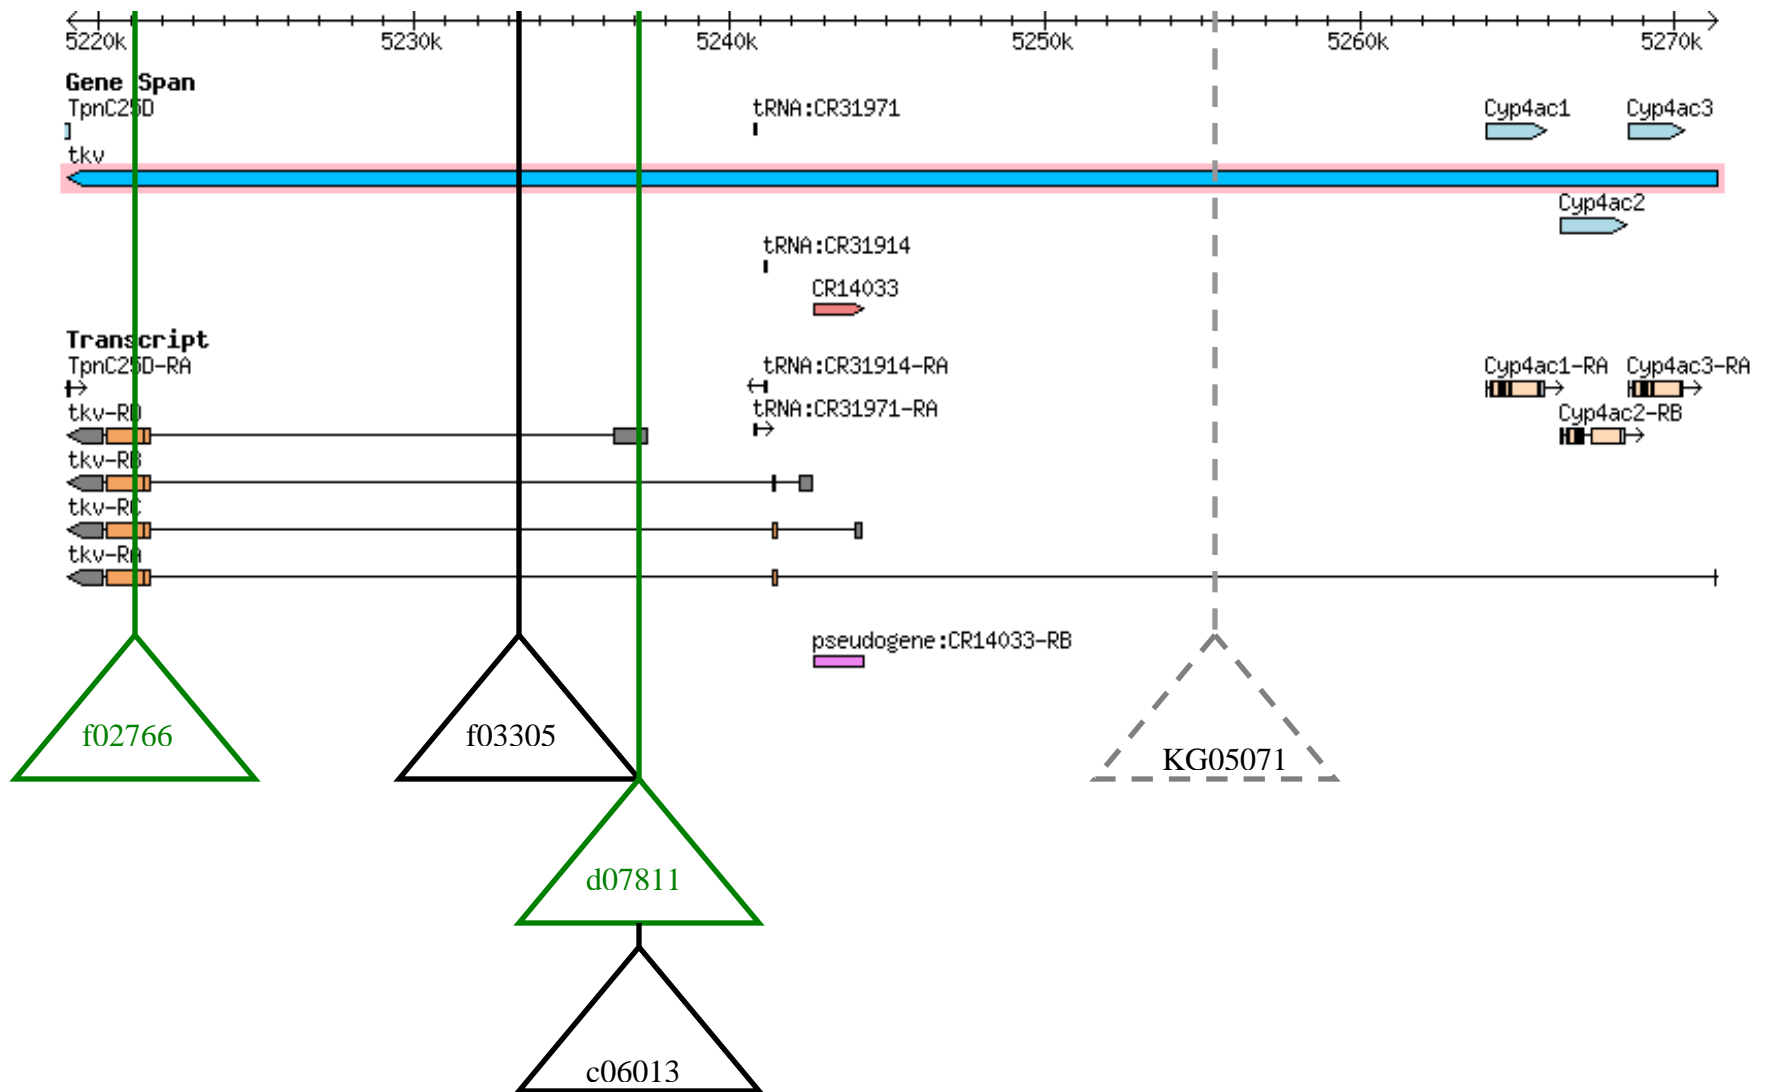 5220k 5230k 5240k 5250k 5260k 5270k
Gene Span
TpnC25D tRNA:CR31971 Cyp4ac1 Cyp4ac3
tkv
Cyp4ac2
tRNA:CR31914
CR14033
Transcript
TpnC25D-RA tRNA:CR31914-RA Cyp4ac1-RA Cyp4ac3-RA
tkv-RD tRNA:CR31971-RA Cyp4ac2-RB
tkv-RB
tkv-RC
tkv-RA
pseudogene:CR14033-RB
f02766 f03305 KG05071
d07811
c06013